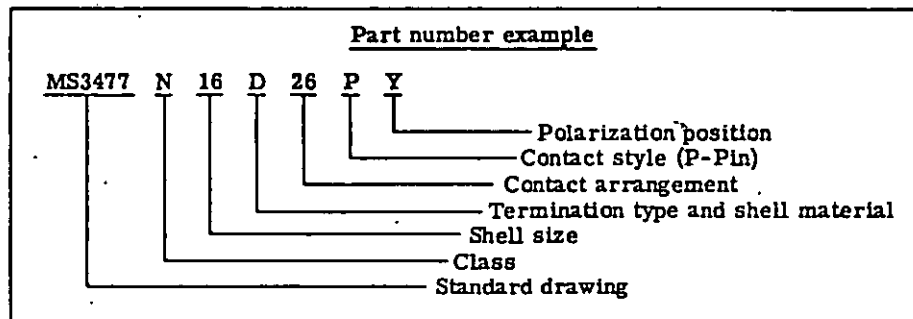 Part number example
MS3477 N 16 D 26 P Y
Polarization position
Contact style (P-Pin)
Contact arrangement
Termination type and shell material
Shell size
Class
Standard drawing